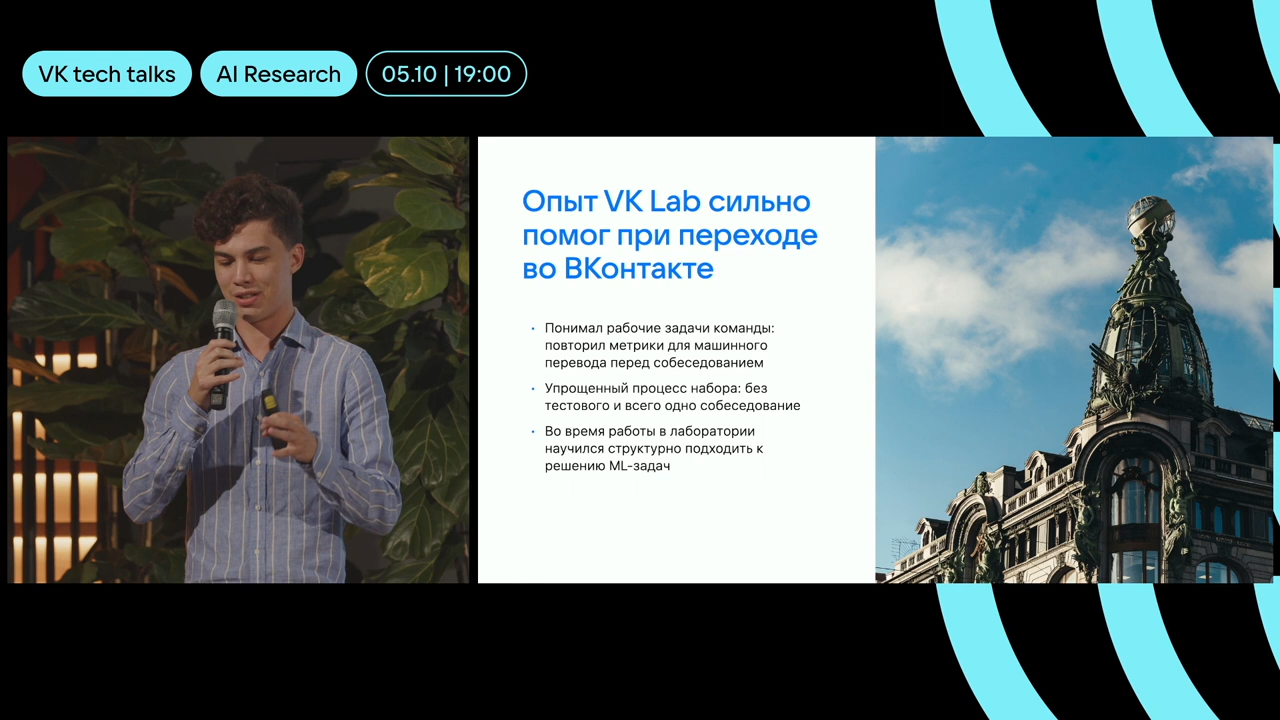 VK tech talks
AI Research
05.10 | 19:00
Опыт VK Lab сильно
помог при переходе
во ВКонтакте
• Понимал рабочие задачи команды:
повторил метрики для машинного
перевода перед собеседованием
• Упрощенный процесс набора: без
тестового и всего одно собеседование
• Во время работы в лаборатории
научился структурно подходить к
решению ML-задач